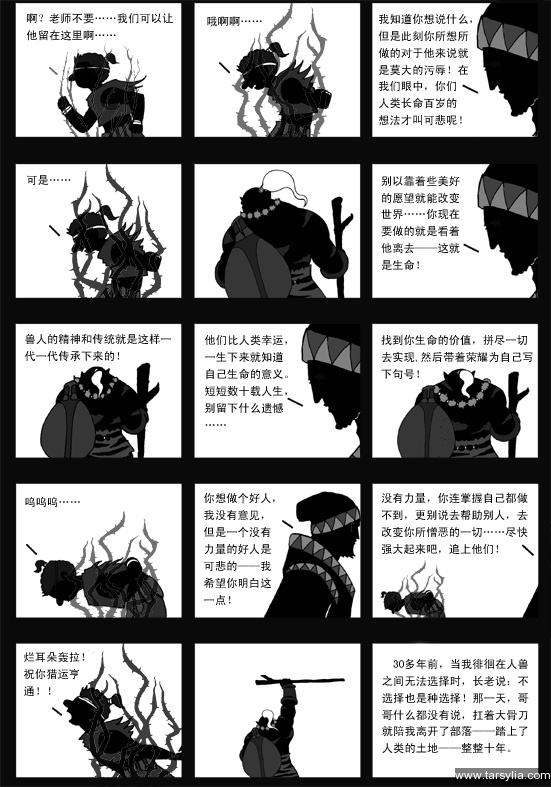 啊？老师不要……我们可以让
他留在这里啊……
哦啊啊……
我知道你想说什么,
但是此刻你所想所
做的对于他来说就
是莫大的污辱！在
我们眼中，你们
人类长命百岁的
想法才叫可悲呢！
可是……
别以靠着些美好
的愿望就能改变
世界……你现在
要做的就是看着
他离去——这就
是生命！
兽人的精神和传统就是这样一
代一代传承下来的！
他们比人类幸运，
一生下来就知道
自己生命的意义。
短短数十载人生，
别留下什么遗憾
……
找到你生命的价值，拼尽一切
去实现,然后带着荣耀为自己写
下句号！
呜呜呜……
你想做个好人，
我没有意见，
但是一个没有
力量的好人是
可悲的——我
希望你明白这
一点！
没有力量，你连掌握自己都做
不到，更别说去帮助别人，去
改变你所憎恶的一切……尽快
强大起来吧，追上他们！
烂耳朵轰拉！
祝你猎运亨
通！！
30多年前，当我徘徊在人兽
之间无法选择时，长老说：不
选择也是种选择！那一天，哥
哥什么都没有说，扛着大骨刀
就陪我离开了部落——踏上了
人类的土地——整整十年。
www.tarsylia.com